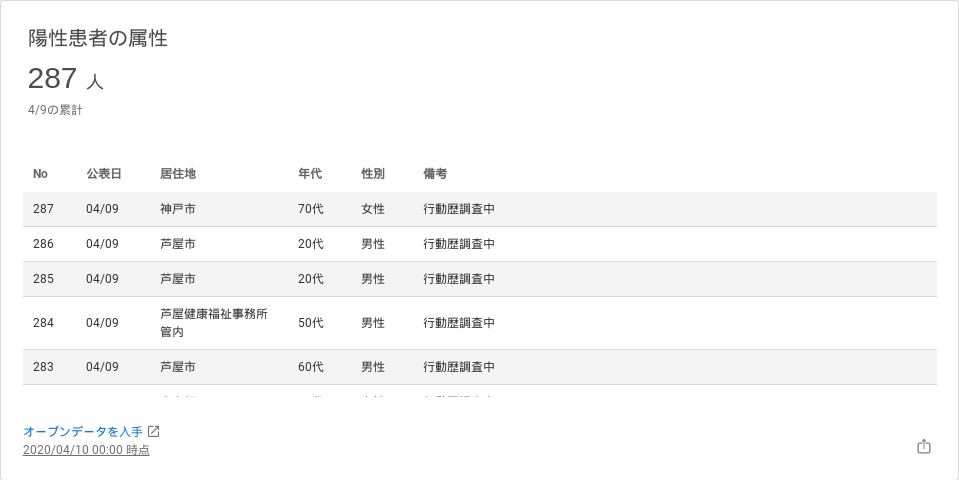 陽性患者の属性
287 人
4/9の累計
No 公表日 居住地 年代 性別 備考
287 04/09 神戸市 70代 女性 行動歴調査中
286 04/09 芦屋市 20代 男性 行動歴調査中
285 04/09 芦屋市 20代 男性 行動歴調査中
284 04/09 芦屋健康福祉事務所管内 50代 男性 行動歴調査中
283 04/09 芦屋市 60代 男性 行動歴調査中
オープンデータを入手
2020/04/10 00:00 時点